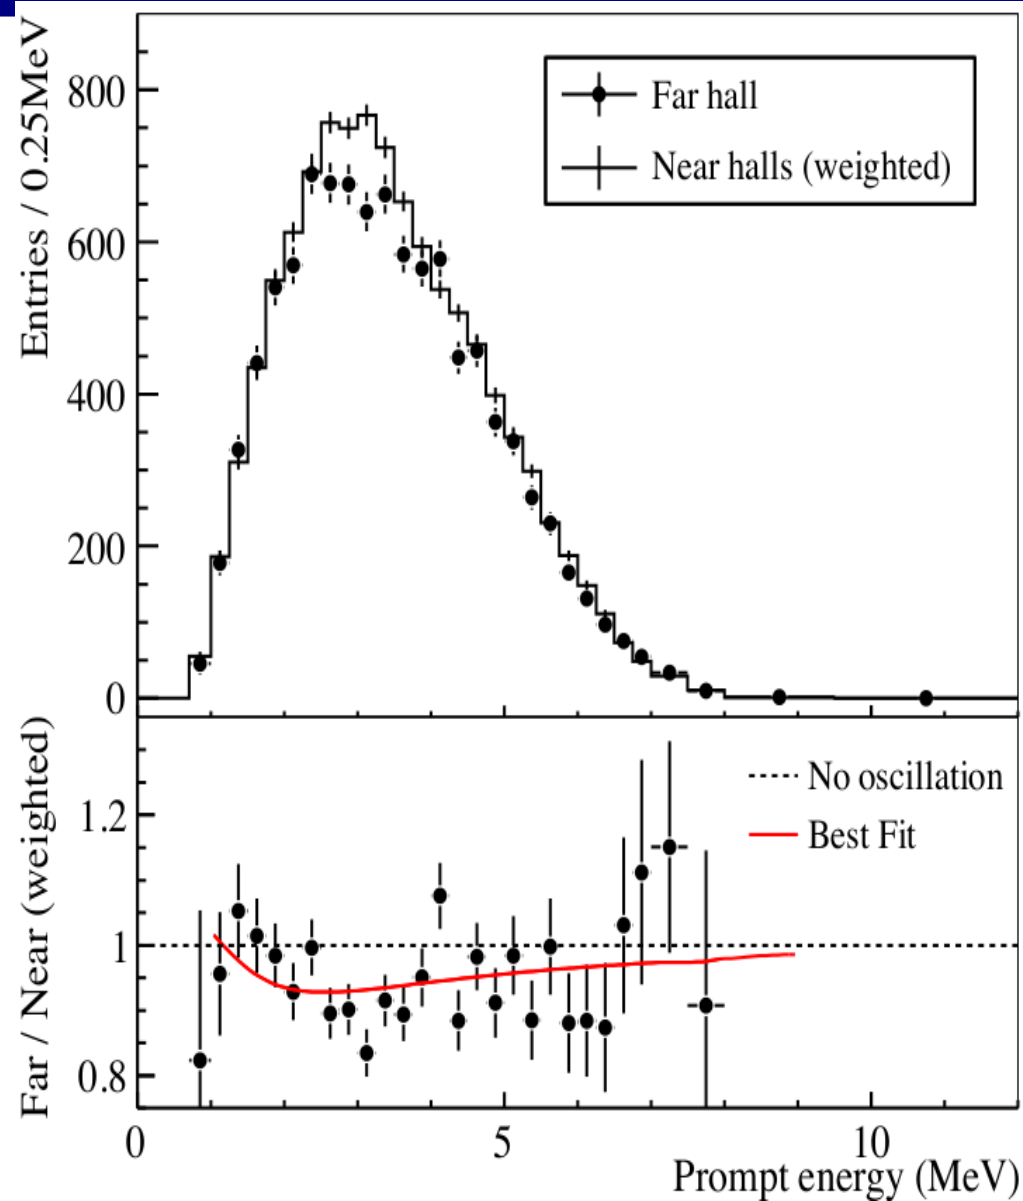 Entries / 0.25MeV
800
600
400
200
0
Far hall
Near halls (weighted)
Far / Near (weighted)
1.2
1
0.8
No oscillation
Best Fit
0
5
10
Prompt energy (MeV)